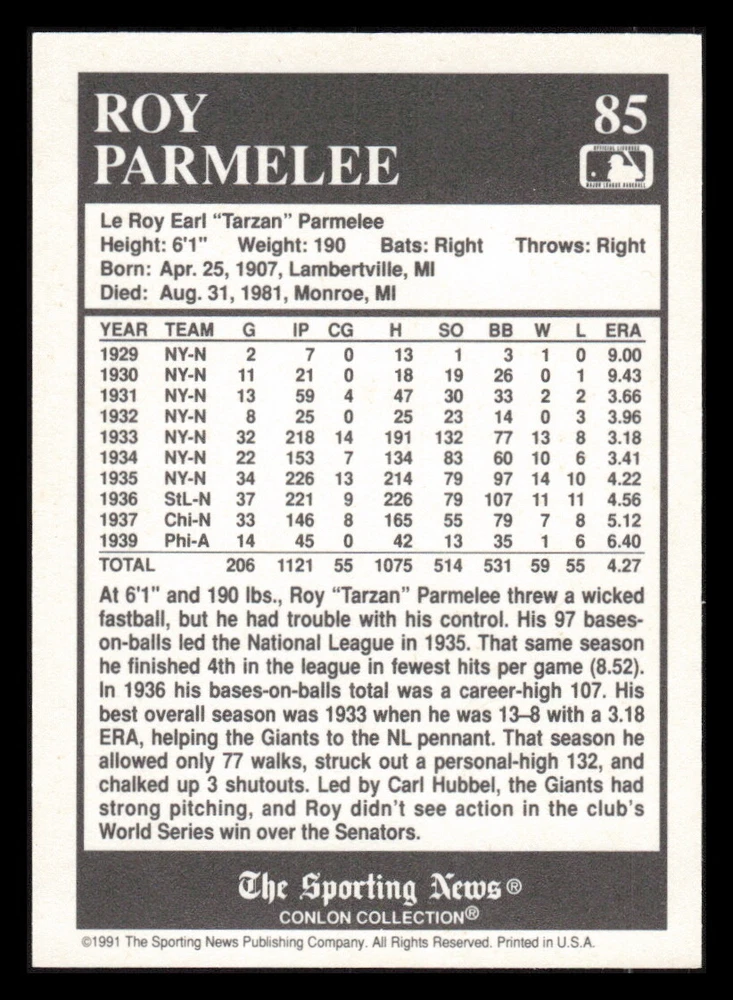 ROY
85
PARMELEE
OFFICIAL LICENSEE
MAJOR LEAGUE BASEBALL
Le Roy Earl “Tarzan” Parmelee
Height: 6'1" Weight: 190 Bats: Right Throws: Right
Born: Apr. 25, 1907, Lambertville, MI
Died: Aug. 31, 1981, Monroe, MI
YEAR TEAM G IP CG H SO BB W L ERA
1929 NY-N 2 7 0 13 1 3 1 0 9.00
1930 NY-N 11 21 0 18 19 26 0 1 9.43
1931 NY-N 13 59 4 47 30 33 2 2 3.66
1932 NY-N 8 25 0 25 23 14 0 3 3.96
1933 NY-N 32 218 14 191 132 77 13 8 3.18
1934 NY-N 22 153 7 134 83 60 10 6 3.41
1935 NY-N 34 226 13 214 79 97 14 10 4.22
1936 StL-N 37 221 9 226 79 107 11 11 4.56
1937 Chi-N 33 146 8 165 55 79 7 8 5.12
1939 Phi-A 14 45 0 42 13 35 1 6 6.40
TOTAL 206 1121 55 1075 514 531 59 55 4.27
At 6'1" and 190 lbs., Roy “Tarzan” Parmelee threw a wicked
fastball, but he had trouble with his control. His 97 bases-
on-balls led the National League in 1935. That same season
he finished 4th in the league in fewest hits per game (8.52).
In 1936 his bases-on-balls total was a career-high 107. His
best overall season was 1933 when he was 13–8 with a 3.18
ERA, helping the Giants to the NL pennant. That season he
allowed only 77 walks, struck out a personal-high 132, and
chalked up 3 shutouts. Led by Carl Hubbel, the Giants had
strong pitching, and Roy didn’t see action in the club’s
World Series win over the Senators.
The Sporting News®
CONLON COLLECTION®
©1991 The Sporting News Publishing Company. All Rights Reserved. Printed in U.S.A.